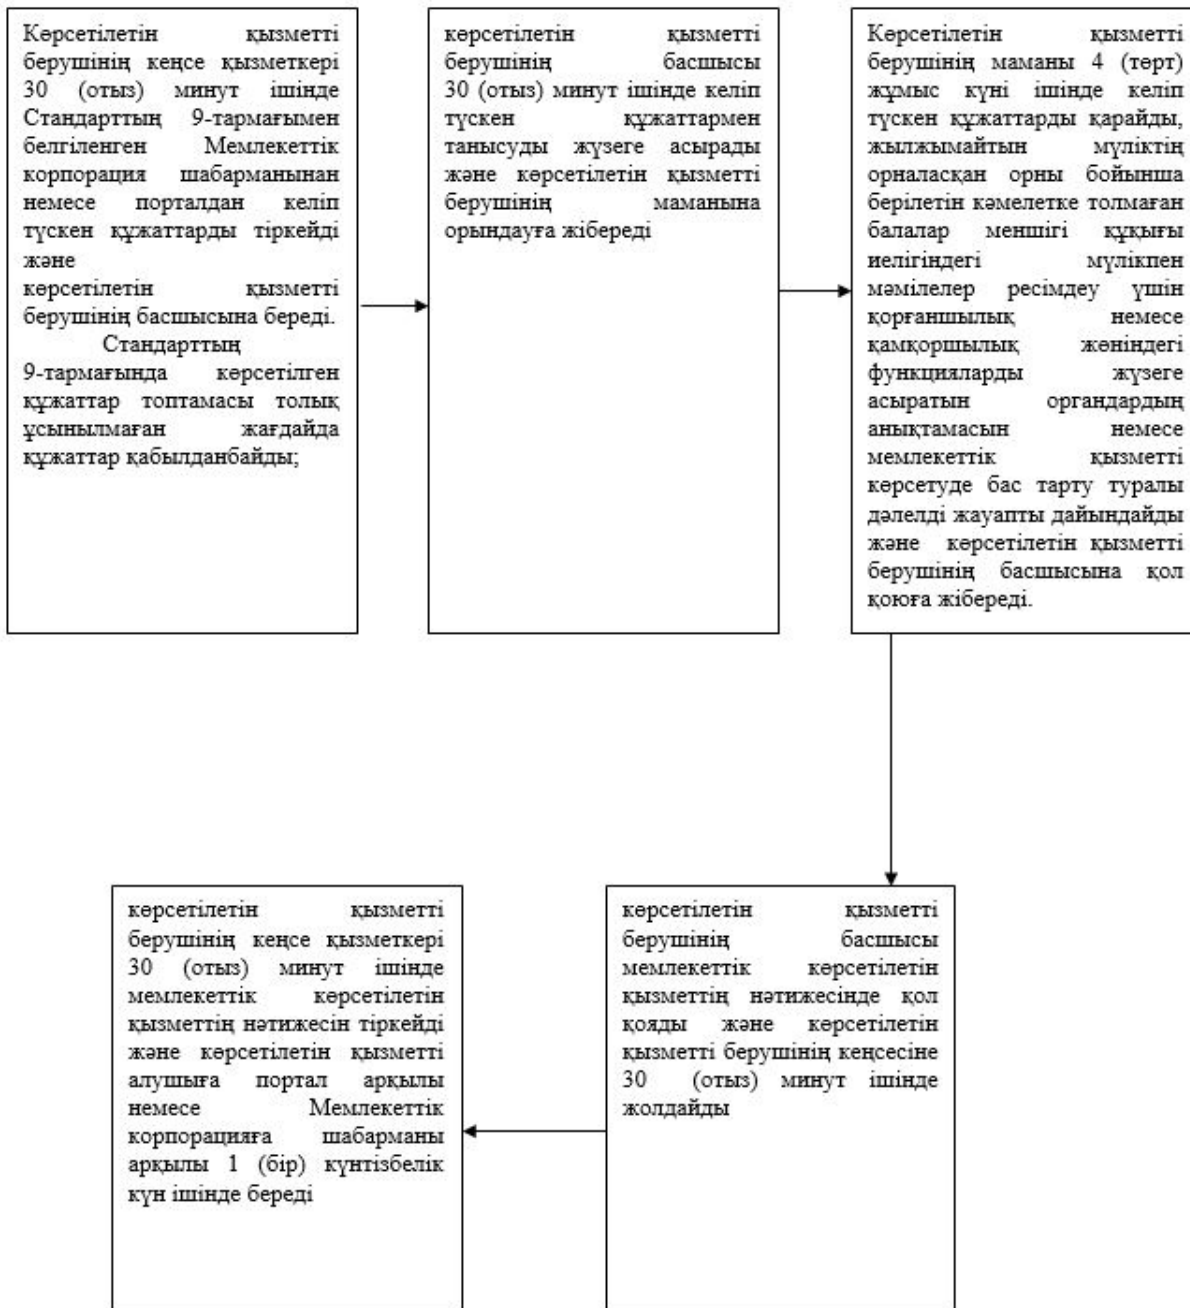 Көрсетілетін қызметті
берушінің кеңсе қызметкері
30 (отыз) минут ішінде
Стандарттың 9-тармағымен
белгіленген Мемлекеттік
корпорация шабарманынан
немесе порталдан келіп
түскен құжаттарды тіркейді
және
көрсетілетін қызметті
берушінің басшысына береді.
Стандарттың
9-тармағында көрсетілген
құжаттар топтамасы толық
ұсынылмаған жағдайда
құжаттар қабылданбайды;
көрсетілетін қызметті
берушінің басшысы
30 (отыз) минут ішінде келіп
түскен құжаттармен
танысуды жүзеге асырады
және көрсетілетін қызметті
берушінің маманына
орындауға жібереді
Көрсетілетін қызметті
берушінің маманы 4 (төрт)
жұмыс күні ішінде келіп
түскен құжаттарды қарайды,
жылжымайтын мүліктің
орналасқан орны бойынша
берілетін кәмелетке толмаған
балалар меншігі құқығы
иелігіндегі мүлікпен
мәмілелер ресімдеу үшін
қорғаншылық немесе
қамқоршылық жөніндегі
функцияларды жүзеге
асыратын органдардың
анықтамасын немесе
мемлекеттік қызметті
көрсетуде бас тарту туралы
дәлелді жауапты дайындайды
және көрсетілетін қызметті
берушінің басшысына қол
қоюға жібереді.
көрсетілетін қызметті
берушінің басшысы
мемлекеттік көрсетілетін
қызметтің нәтижесінде қол
қояды және көрсетілетін
қызметті берушінің кеңсесіне
30 (отыз) минут ішінде
жолдайды
көрсетілетін қызметті
берушінің кеңсе қызметкері
30 (отыз) минут ішінде
мемлекеттік көрсетілетін
қызметтің нәтижесін тіркейді
және көрсетілетін қызметті
алушыға портал арқылы
немесе Мемлекеттік
корпорацияға шабарманы
арқылы 1 (бір) күнтізбелік
күн ішінде береді